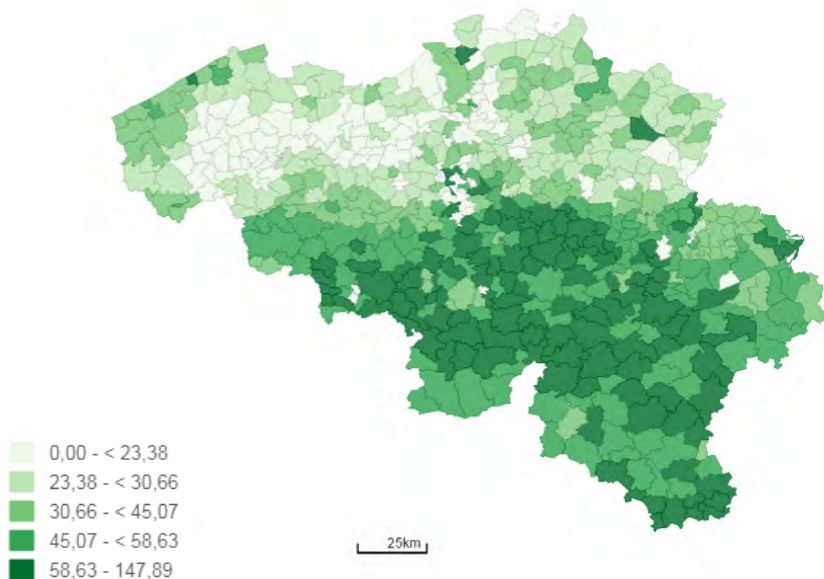 0,00 - < 23,38
23,38 - < 30,66
30,66 - < 45,07
45,07 - < 58,63
58,63 - 147,89
25km